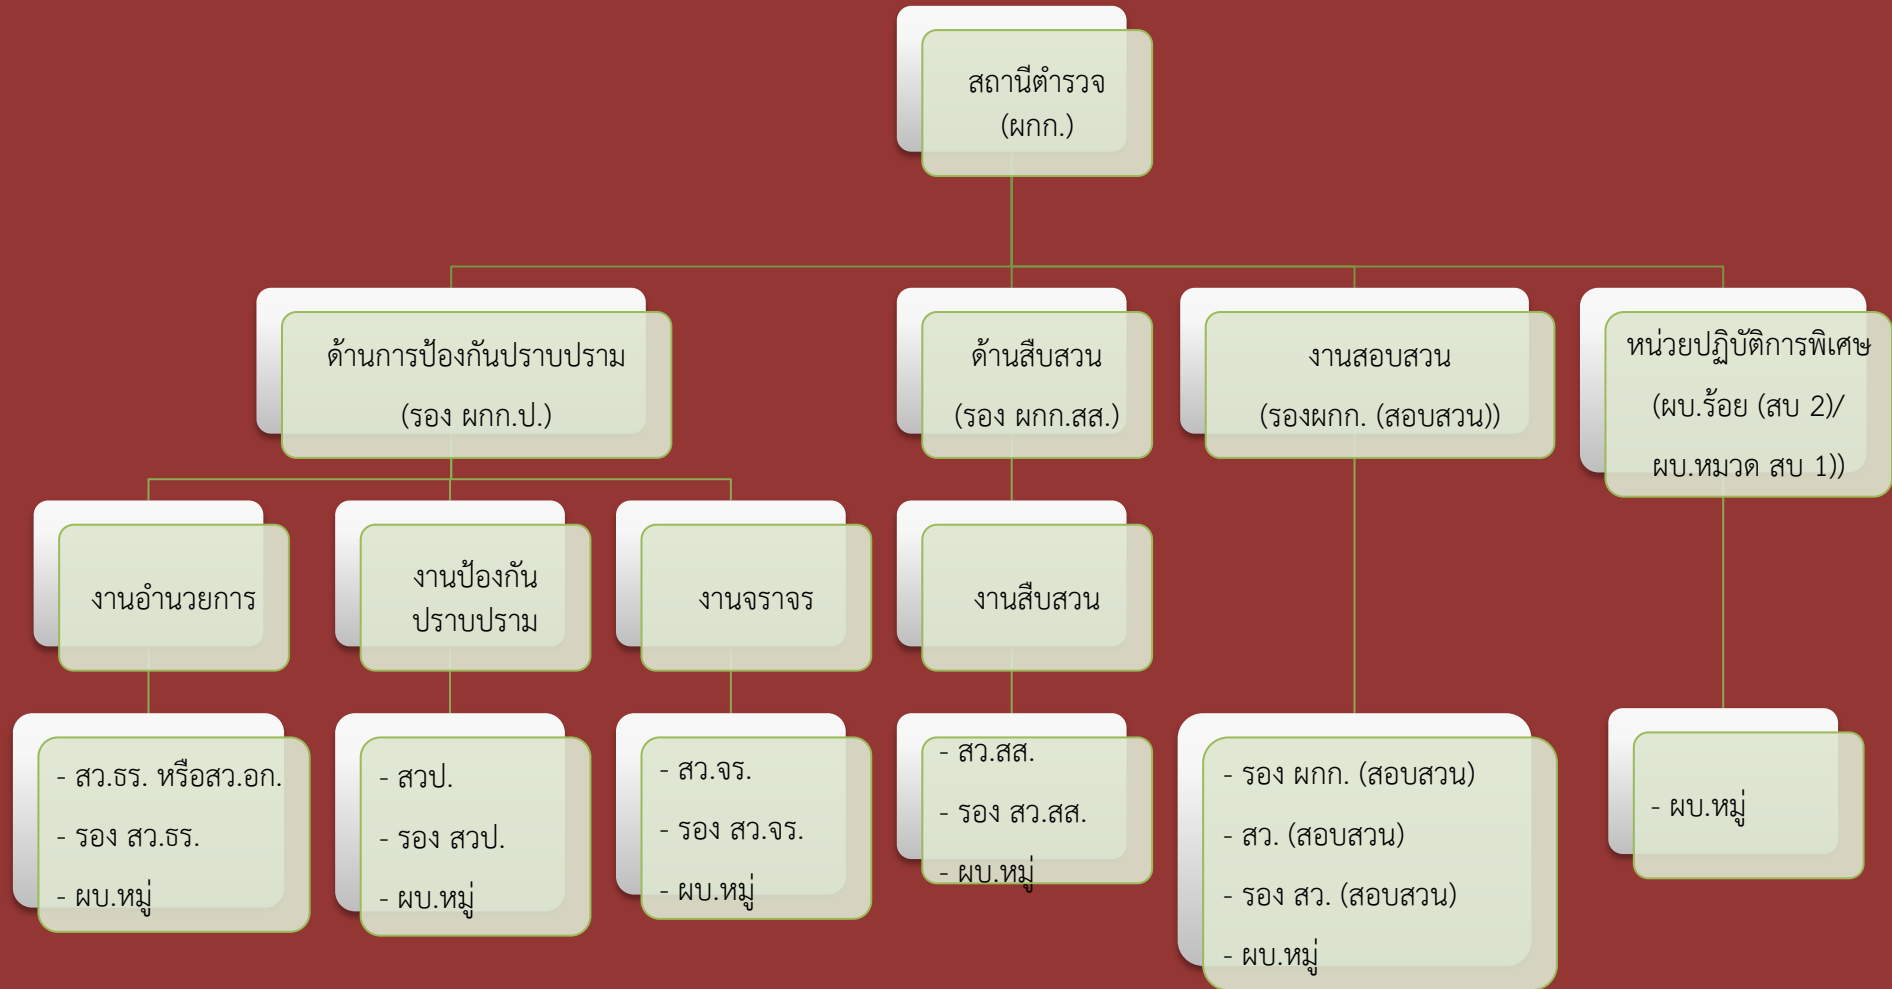 สถานีตำรวจ
(ผกก.)
ด้านการป้องกันปราบปราม
(รอง ผกก.ป.)
ด้านสืบสวน
(รอง ผกก.สส.)
งานสอบสวน
(รองผกก. (สอบสวน))
หน่วยปฏิบัติการพิเศษ
(ผบ.ร้อย (สบ 2)/
ผบ.หมวด สบ 1))
งานอำนวยการ
งานป้องกัน
ปราบปราม
งานจราจร
งานสืบสวน
- สว.ธร. หรือสว.อก.
- รอง สว.ธร.
- ผบ.หมู่
- สวป.
- รอง สวป.
- ผบ.หมู่
- สว.จร.
- รอง สว.จร.
- ผบ.หมู่
- สว.สส.
- รอง สว.สส.
- ผบ.หมู่
- รอง ผกก. (สอบสวน)
- สว. (สอบสวน)
- รอง สว. (สอบสวน)
- ผบ.หมู่
- ผบ.หมู่